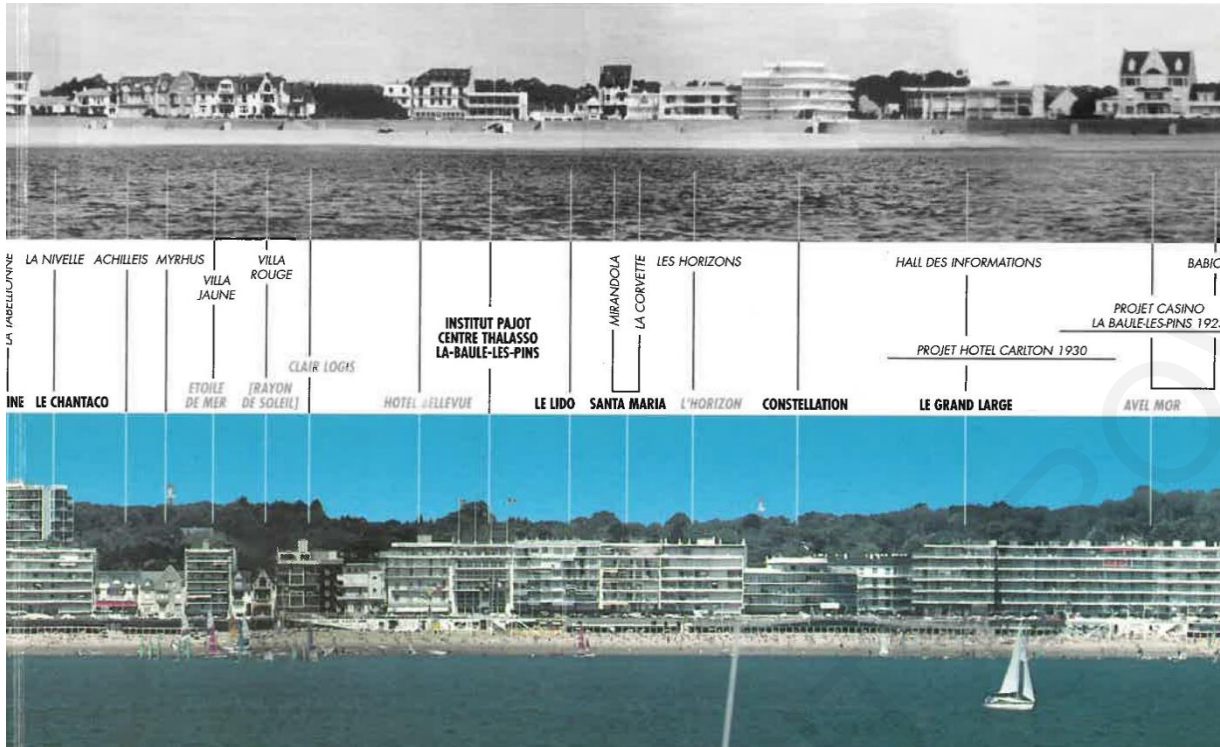 LA TABELLIONNE
LA NIVELLE
ACHILLEIS
MYRHUS
VILLA
JAUNE
VILLA
ROUGE
INSTITUT PAJOT
CENTRE THALASSO
LA-BAULE-LES-PINS
MIRANDOLA
LA CORVETTE
LES HORIZONS
HALL DES INFORMATIONS
BABIO
PROJET CASINO
LA BAULE-LES-PINS 192
PROJET HOTEL CARLTON 1930
CLAIR LOGIS
INE
LE CHANTACO
ETOILE
DE MER
[RAYON
DE SOLEIL]
HOTEL BELLEVUE
LE LIDO
SANTA MARIA
L'HORIZON
CONSTELLATION
LE GRAND LARGE
AVEL MOR